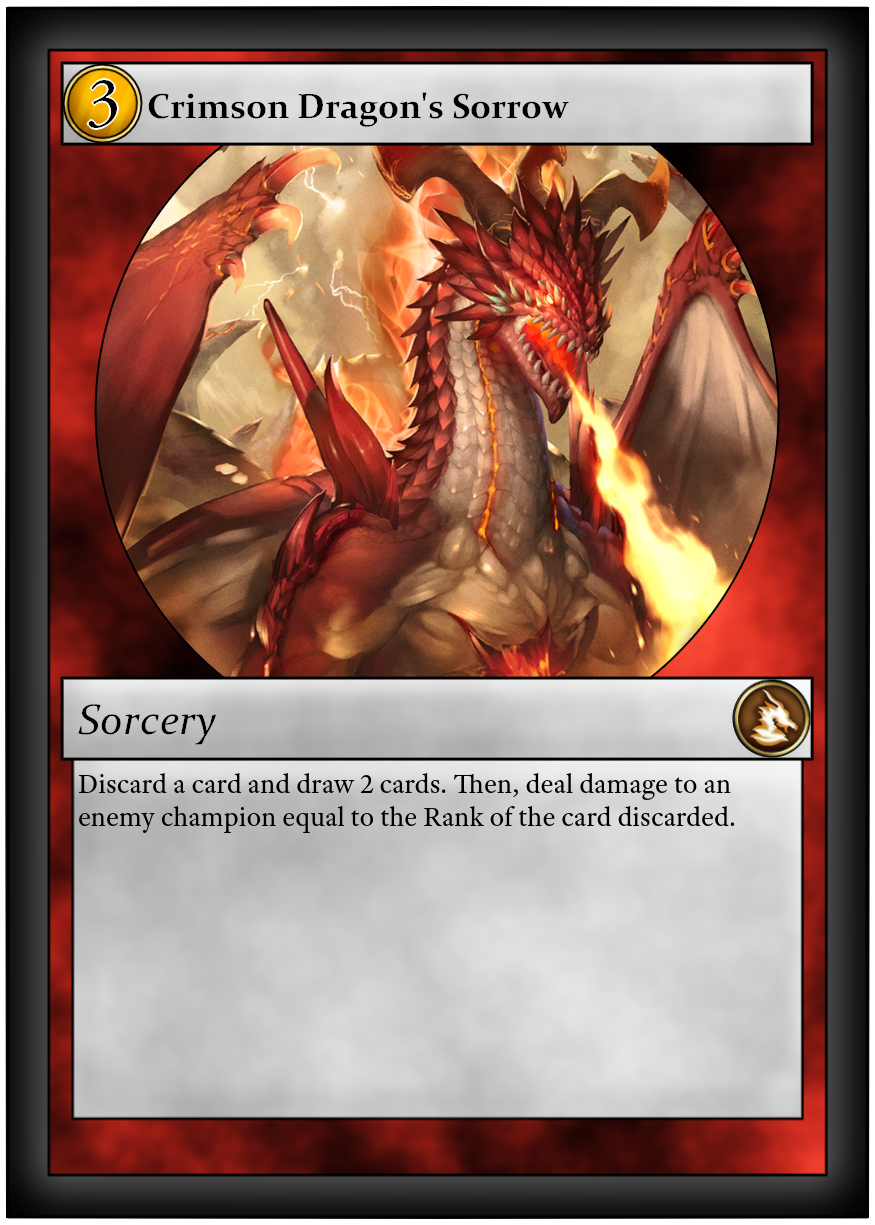 3
Crimson Dragon's Sorrow
Sorcery
Discard a card and draw 2 cards. Then, deal damage to an
enemy champion equal to the Rank of the card discarded.